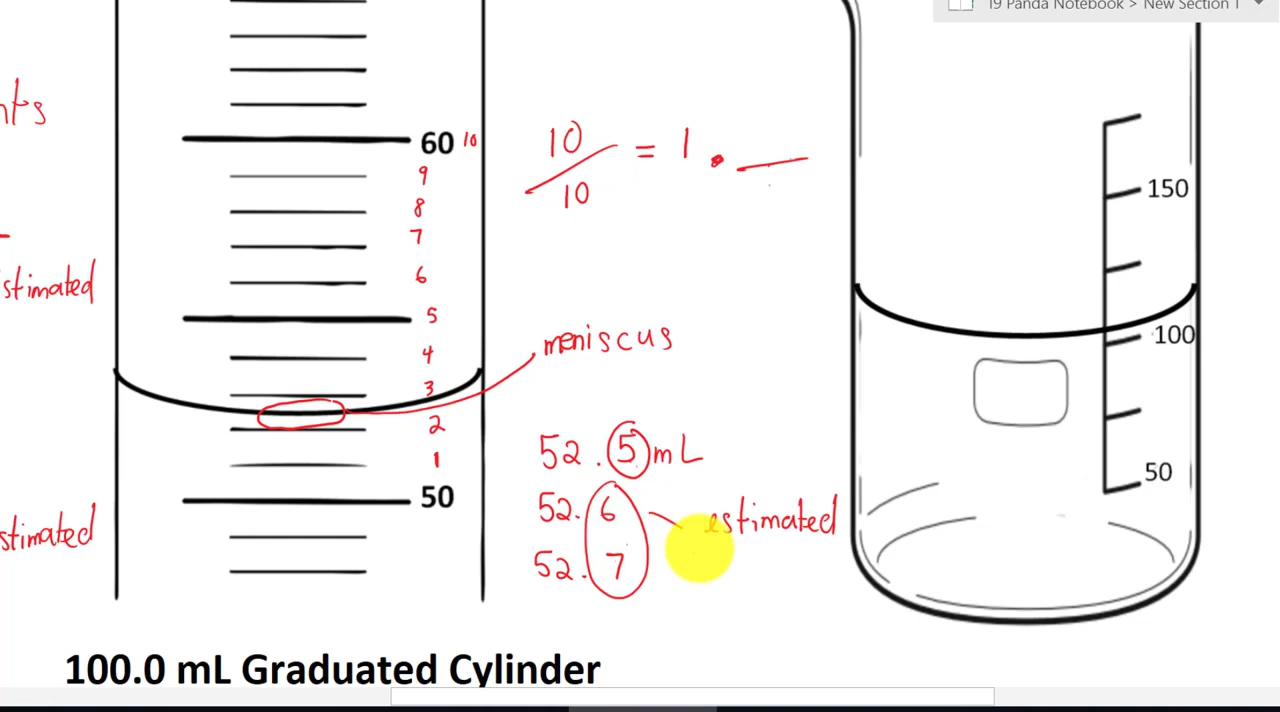 19 Panda Notebook > New Section 1
nts
60 10
9
8
7
6
5
4
3
2
1
50
stimated
stimated
10
10
= 1 .
meniscus
52.5 mL
52.6
52.7
estimated
150
100
50
100.0 mL Graduated Cylinder